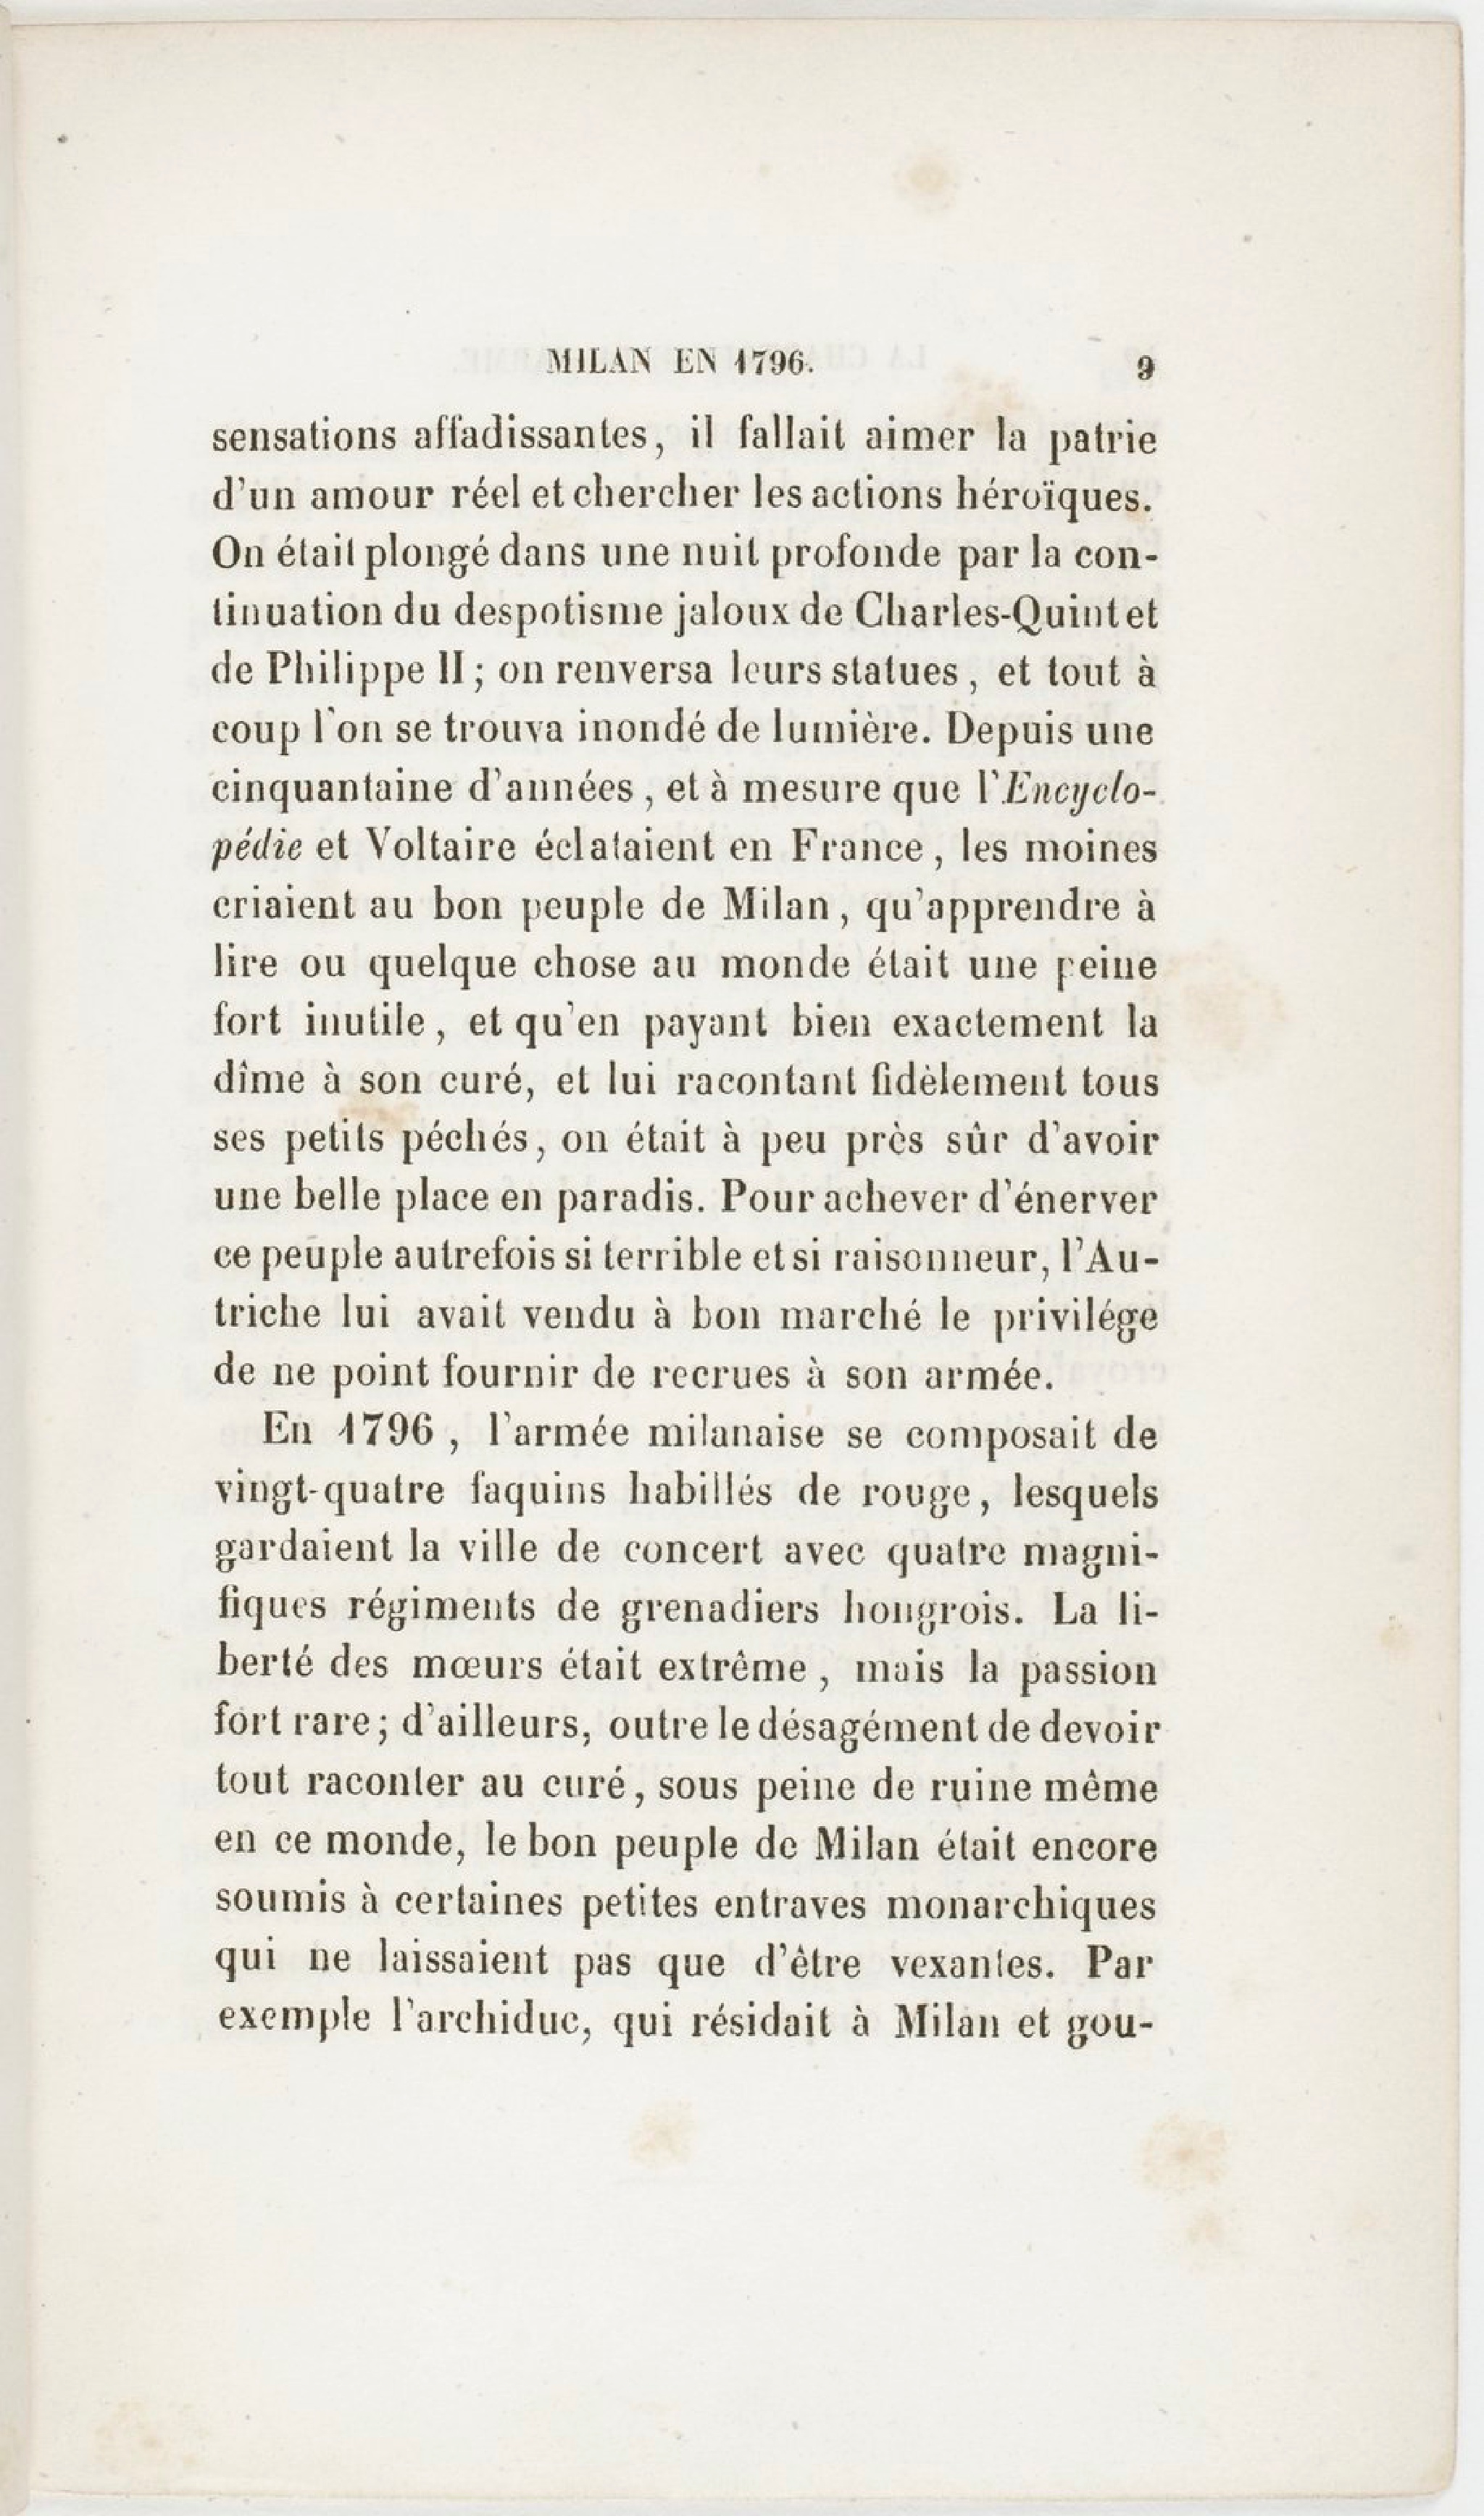 MILAN EN 1796. 9
sensations affadissantes, il fallait aimer la patrie
d'un amour réel et chercher les actions héroïques.
On était plongé dans une nuit profonde par la con-
tinuation du despotisme jaloux de Charles-Quint et
de Philippe II ; on renversa leurs statues, et tout à
coup l'on se trouva inondé de lumière. Depuis une
cinquantaine d'années, et à mesure que l'Encyclo-
pédie et Voltaire éclataient en France, les moines
criaient au bon peuple de Milan, qu'apprendre à
lire ou quelque chose au monde était une peine
fort inutile, et qu'en payant bien exactement la
dîme à son curé, et lui racontant fidèlement tous
ses petits péchés, on était à peu près sûr d'avoir
une belle place en paradis. Pour achever d'énerver
ce peuple autrefois si terrible et si raisonneur, l'Au-
triche lui avait vendu à bon marché le privilége
de ne point fournir de recrues à son armée.
En 1796, l'armée milanaise se composait de
vingt-quatre faquins habillés de rouge, lesquels
gardaient la ville de concert avec quatre magni-
fiques régiments de grenadiers hongrois. La li-
berté des mœurs était extrême, mais la passion
fort rare ; d'ailleurs, outre le désagément de devoir
tout raconter au curé, sous peine de ruine même
en ce monde, le bon peuple de Milan était encore
soumis à certaines petites entraves monarchiques
qui ne laissaient pas que d'être vexantes. Par
exemple l'archiduc, qui résidait à Milan et gou-